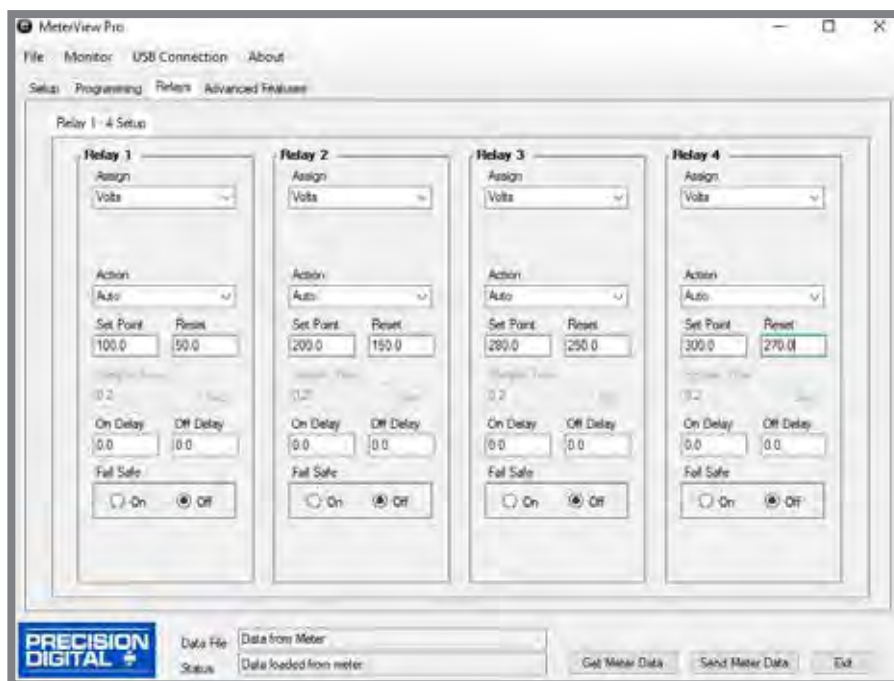 MeterView Pro
File Monitor USB Connection About
Setup Programming Relays Advanced Features
Relay 1 - 4 Setup
Relay 1 Relay 2 Relay 3 Relay 4
Assign Assign Assign Assign
Volts Volts Volts Volts
Action Action Action Action
Auto Auto Auto Auto
Set Point Reset Set Point Reset Set Point Reset Set Point Reset
100.0 50.0 200.0 150.0 280.0 250.0 300.0 270.0
0.2 0.2 0.2 0.2
On Delay Off Delay On Delay Off Delay On Delay Off Delay On Delay Off Delay
0.0 0.0 0.0 0.0 0.0 0.0 0.0 0.0
Fail Safe Fail Safe Fail Safe Fail Safe
On Off On Off On Off On Off
PRECISION
DIGITAL
Data File Data from Meter
Status Data loaded from meter
Get Meter Data Send Meter Data Exit